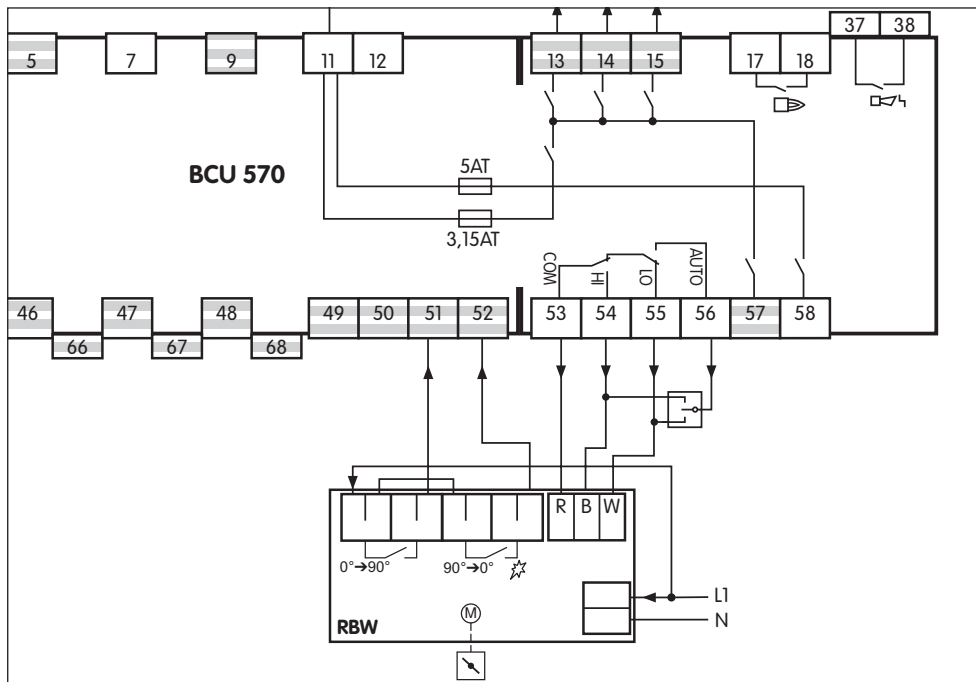 37 38
5 7 9 11 12 13 14 15 17 18
BCU 570
5AT
3,15AT
COM HI LO AUTO
46 47 48 49 50 51 52 53 54 55 56 57 58
66 67 68
R B W
0°→90° 90°→0°
L1
N
M
RBW